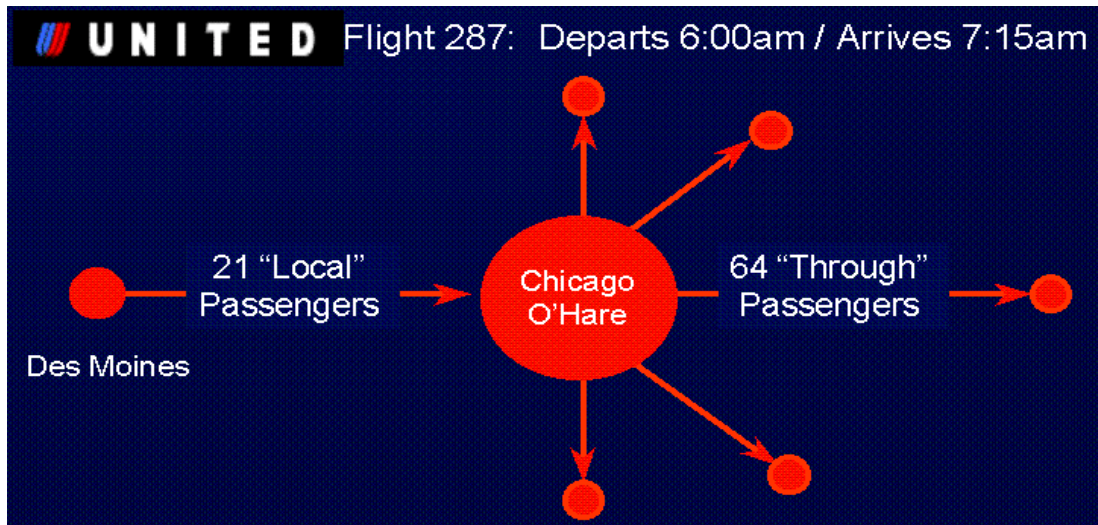 UNITED Flight 287: Departs 6:00am / Arrives 7:15am
21 “Local”
Passengers
Chicago
O’Hare
64 “Through”
Passengers
Des Moines